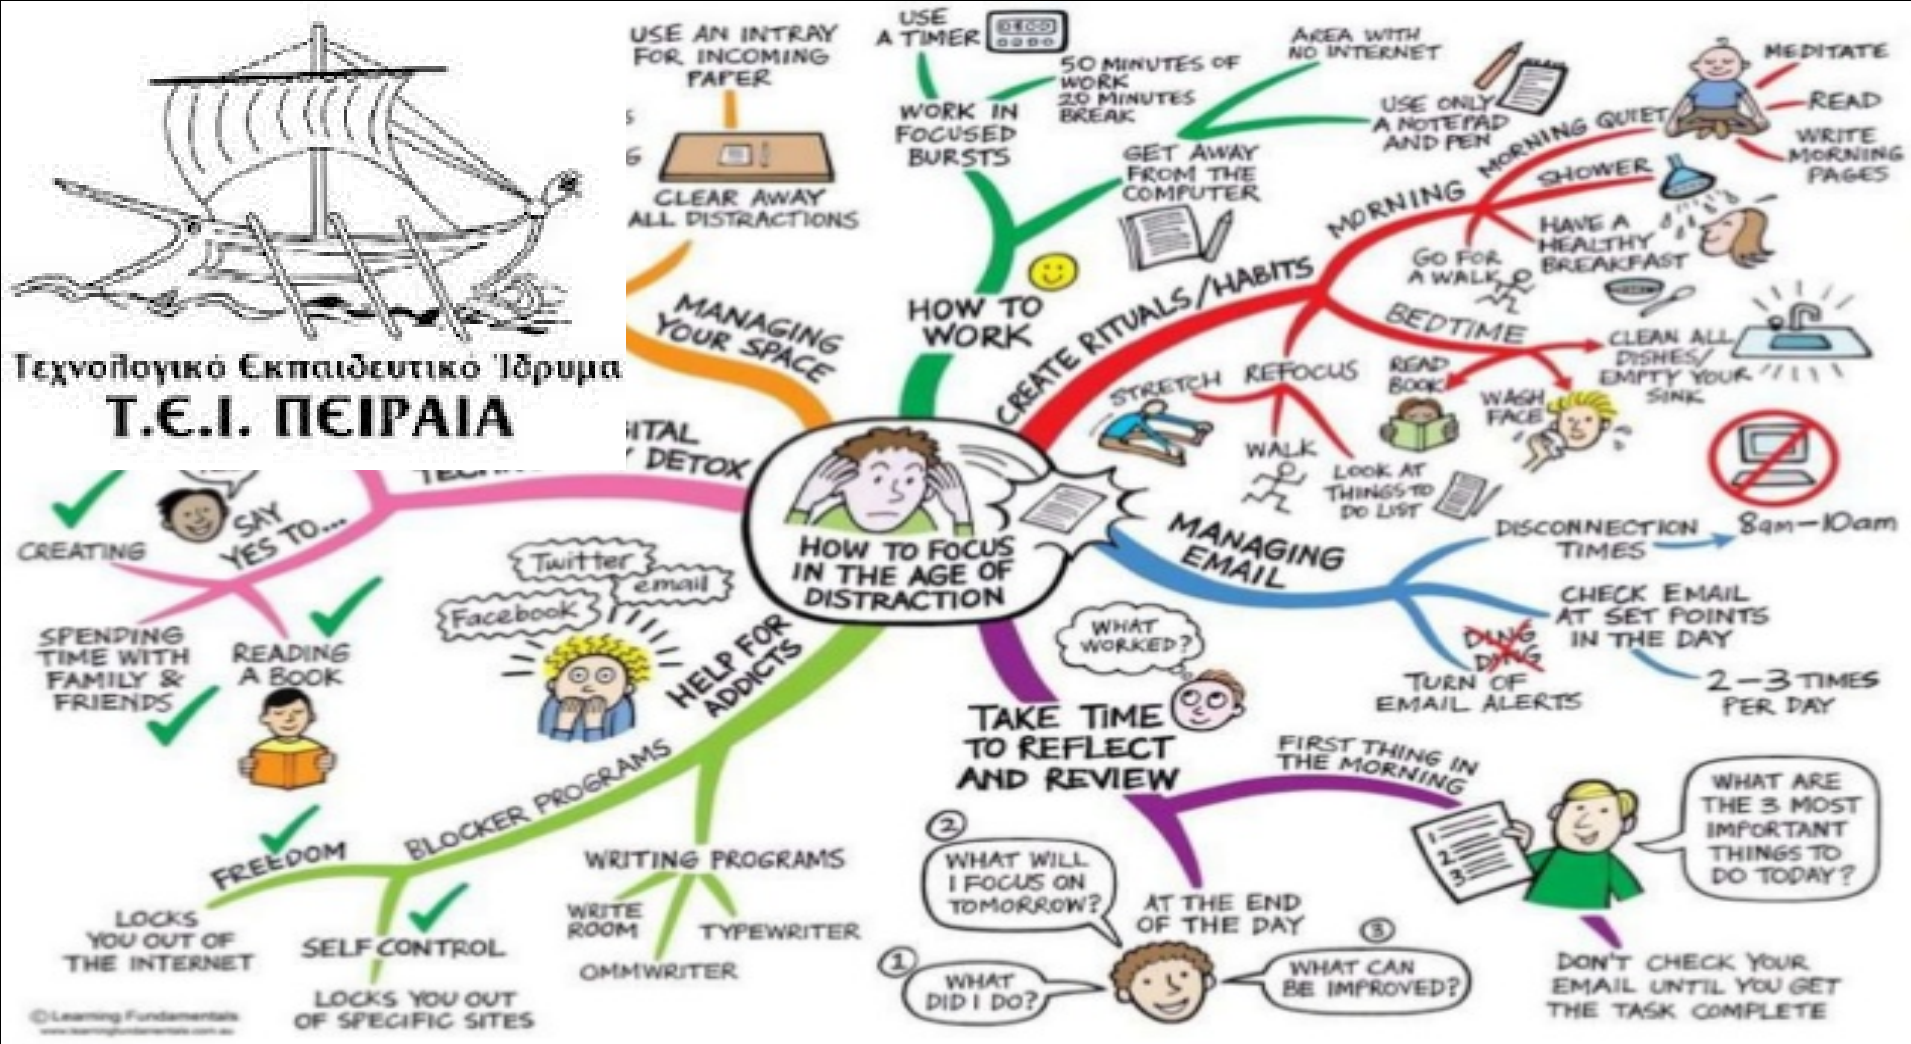 Τεχνολογικό Εκπαιδευτικό Ίδρυμα
Τ.Ε.Ι. ΠΕΙΡΑΙΑ
USE AN INTRAY
FOR INCOMING
PAPER
CLEAR AWAY
ALL DISTRACTIONS
MANAGING
YOUR SPACE
USE
A TIMER
50 MINUTES OF
WORK
20 MINUTES
BREAK
WORK IN
FOCUSED
BURSTS
AREA WITH
NO INTERNET
USE ONLY
A NOTEPAD
AND PEN
GET AWAY
FROM THE
COMPUTER
HOW TO
WORK
CREATE RITUALS/HABITS
MORNING
MORNING QUIET
MEDITATE
READ
WRITE
MORNING
PAGES
SHOWER
HAVE A
HEALTHY
BREAKFAST
GO FOR
A WALK
BEDTIME
CLEAN ALL
DISHES/
EMPTY YOUR
SINK
READ
BOOK
WASH
FACE
REFOCUS
STRETCH
WALK
LOOK AT
THINGS TO
DO LIST
HOW TO FOCUS
IN THE AGE OF
DISTRACTION
MANAGING
EMAIL
DISCONNECTION
TIMES
8am-10am
CHECK EMAIL
AT SET POINTS
IN THE DAY
2-3 TIMES
PER DAY
DING
DING
TURN OF
EMAIL ALERTS
WHAT
WORKED?
TAKE TIME
TO REFLECT
AND REVIEW
FIRST THING IN
THE MORNING
1
2
3
WHAT ARE
THE 3 MOST
IMPORTANT
THINGS TO
DO TODAY?
DON'T CHECK YOUR
EMAIL UNTIL YOU GET
THE TASK COMPLETE
AT THE END
OF THE DAY
1
WHAT
DID I DO?
2
WHAT WILL
I FOCUS ON
TOMORROW?
3
WHAT CAN
BE IMPROVED?
HELP FOR
ADDICTS
Twitter
email
Facebook
BLOCKER PROGRAMS
FREEDOM
LOCKS
YOU OUT OF
THE INTERNET
SELF CONTROL
LOCKS YOU OUT
OF SPECIFIC SITES
WRITING PROGRAMS
WRITE
ROOM
OMMWRITER
TYPEWRITER
DETOX
SAY
YES TO...
CREATING
SPENDING
TIME WITH
FAMILY &
FRIENDS
READING
A BOOK
© Learning Fundamentals
www.learningfundamentals.com.au